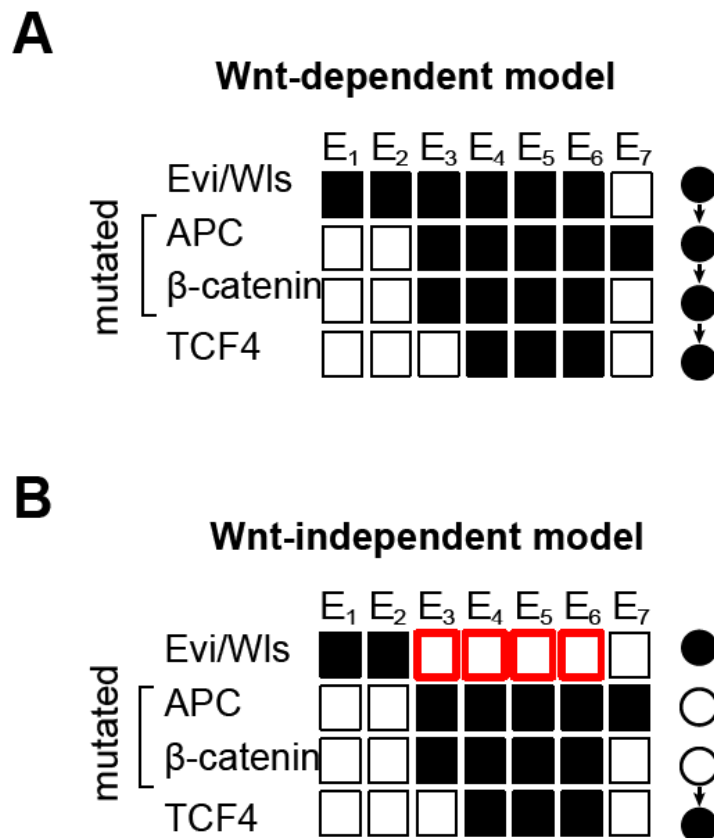 A
Wnt-dependent model
E₁ E₂ E₃ E₄ E₅ E₆ E₇
Evi/Wls
mutated
APC
β-catenin
TCF4
B
Wnt-independent model
E₁ E₂ E₃ E₄ E₅ E₆ E₇
Evi/Wls
mutated
APC
β-catenin
TCF4